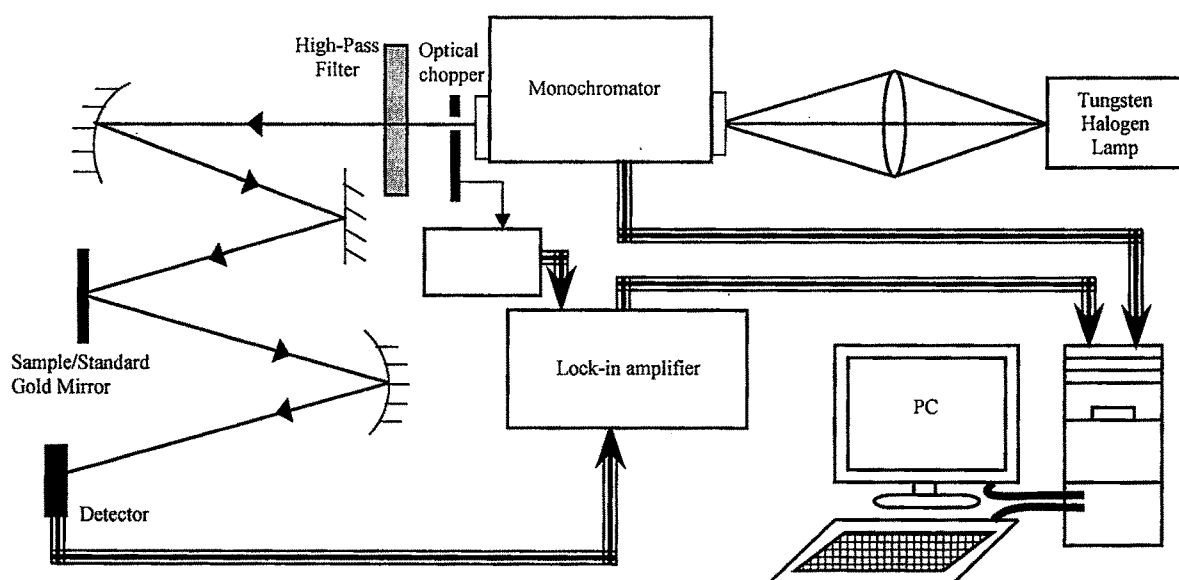 High-Pass
Filter
Optical
chopper
Monochromator
Tungsten
Halogen
Lamp
Sample/Standard
Gold Mirror
Lock-in amplifier
PC
Detector